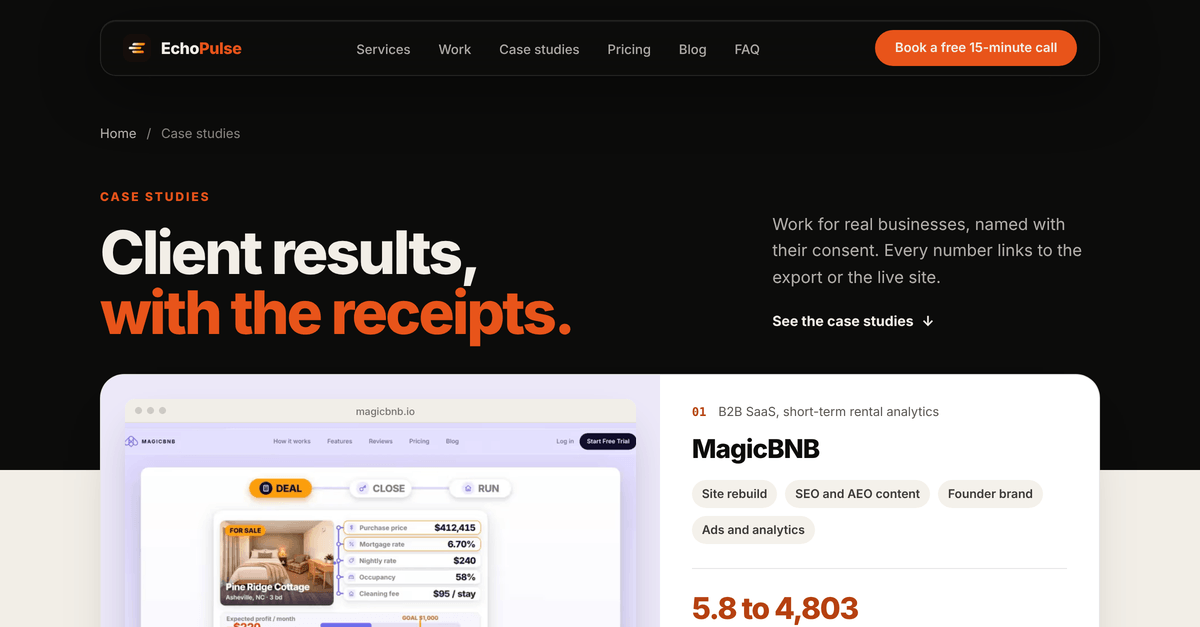 EchoPulse
Services
Work
Case studies
Pricing
Blog
FAQ
Book a free 15-minute call
Home / Case studies
CASE STUDIES
Client results,
with the receipts.
Work for real businesses, named with
their consent. Every number links to the
export or the live site.
See the case studies ↓
magicbnb.io
MAGICBNB
How it works
Features
Reviews
Pricing
Blog
Log in
Start Free Trial
DEAL
CLOSE
RUN
FOR SALE
Pine Ridge Cottage
Asheville, NC · 3 bd
Purchase price $412,415
Mortgage rate 6.70%
Nightly rate $240
Occupancy 58%
Cleaning fee $95 / stay
Expected profit / month
GOAL $1,000
01 B2B SaaS, short-term rental analytics
MagicBNB
Site rebuild
SEO and AEO content
Founder brand
Ads and analytics
5.8 to 4,803